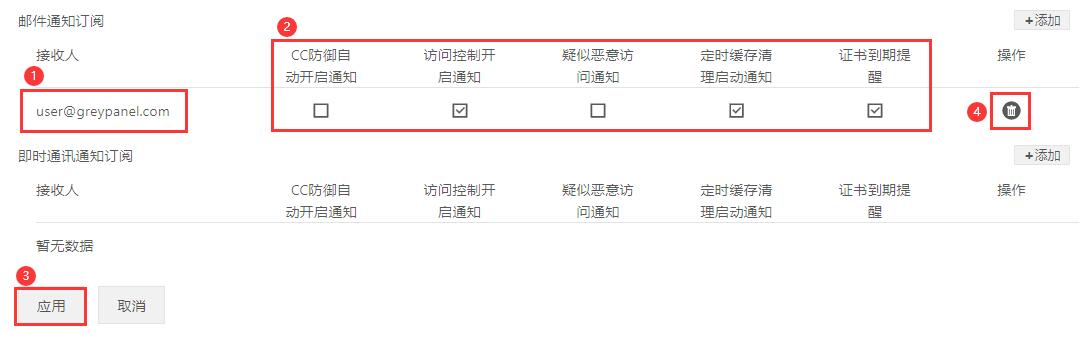 邮件通知订阅
+添加
2
接收人
CC防御自
动开启通知
访问控制开
启通知
疑似恶意访
问通知
定时缓存清
理启动通知
证书到期提
醒
操作
1
user@greypanel.com
4
即时通讯通知订阅
+添加
接收人
CC防御自
动开启通知
访问控制开
启通知
疑似恶意访
问通知
定时缓存清
理启动通知
证书到期提
醒
操作
暂无数据
3
应用
取消